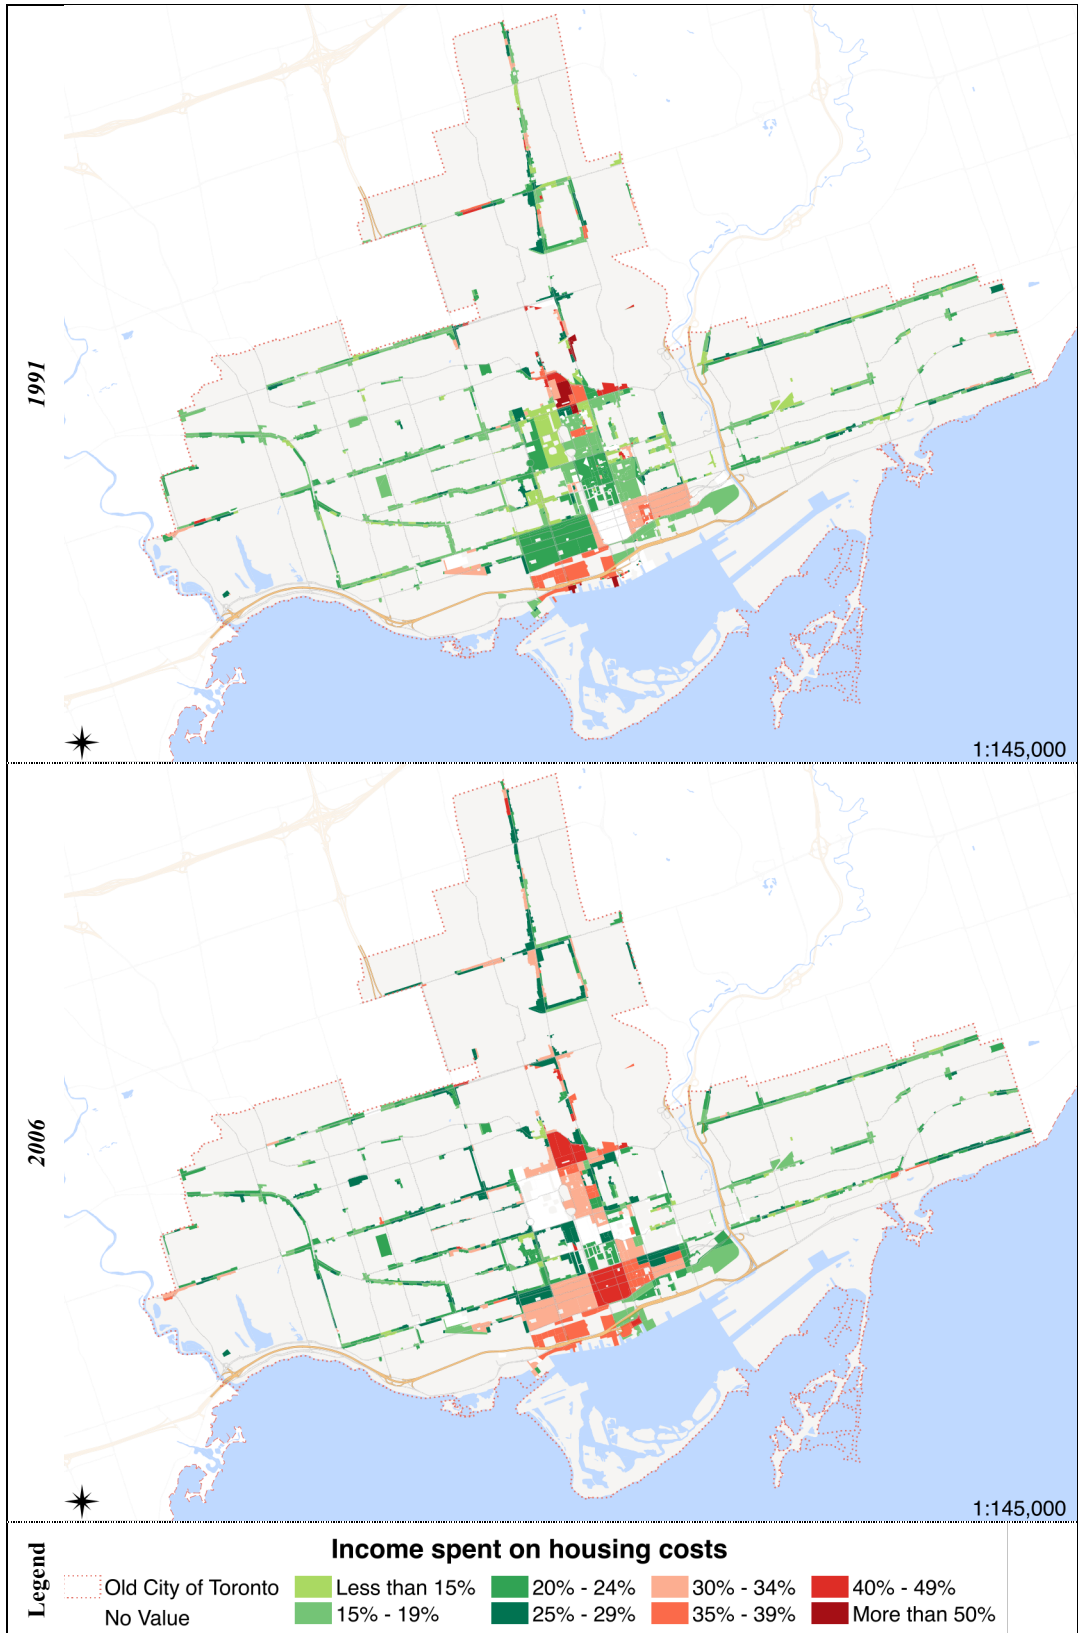 1991
1:145,000
2006
1:145,000
Legend
Income spent on housing costs
Old City of Toronto
No Value
Less than 15%
15% - 19%
20% - 24%
25% - 29%
30% - 34%
35% - 39%
40% - 49%
More than 50%